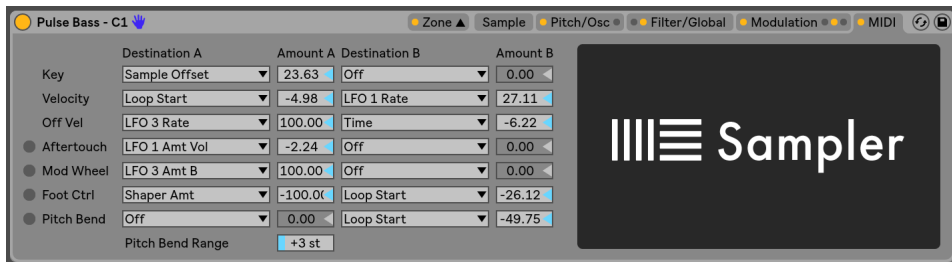 Pulse Bass - C1 Zone Sample Pitch/Osc Filter/Global Modulation MIDI
Destination A Amount A Destination B Amount B
Key Sample Offset 23.63 Off 0.00
Velocity Loop Start -4.98 LFO 1 Rate 27.11
Off Vel LFO 3 Rate 100.00 Time -6.22
Aftertouch LFO 1 Amt Vol -2.24 Off 0.00
Mod Wheel LFO 3 Amt B 100.00 Off 0.00
Foot Ctrl Shaper Amt -100.0 Loop Start -26.12
Pitch Bend Off 0.00 Loop Start -49.75
Pitch Bend Range +3 st
Sampler